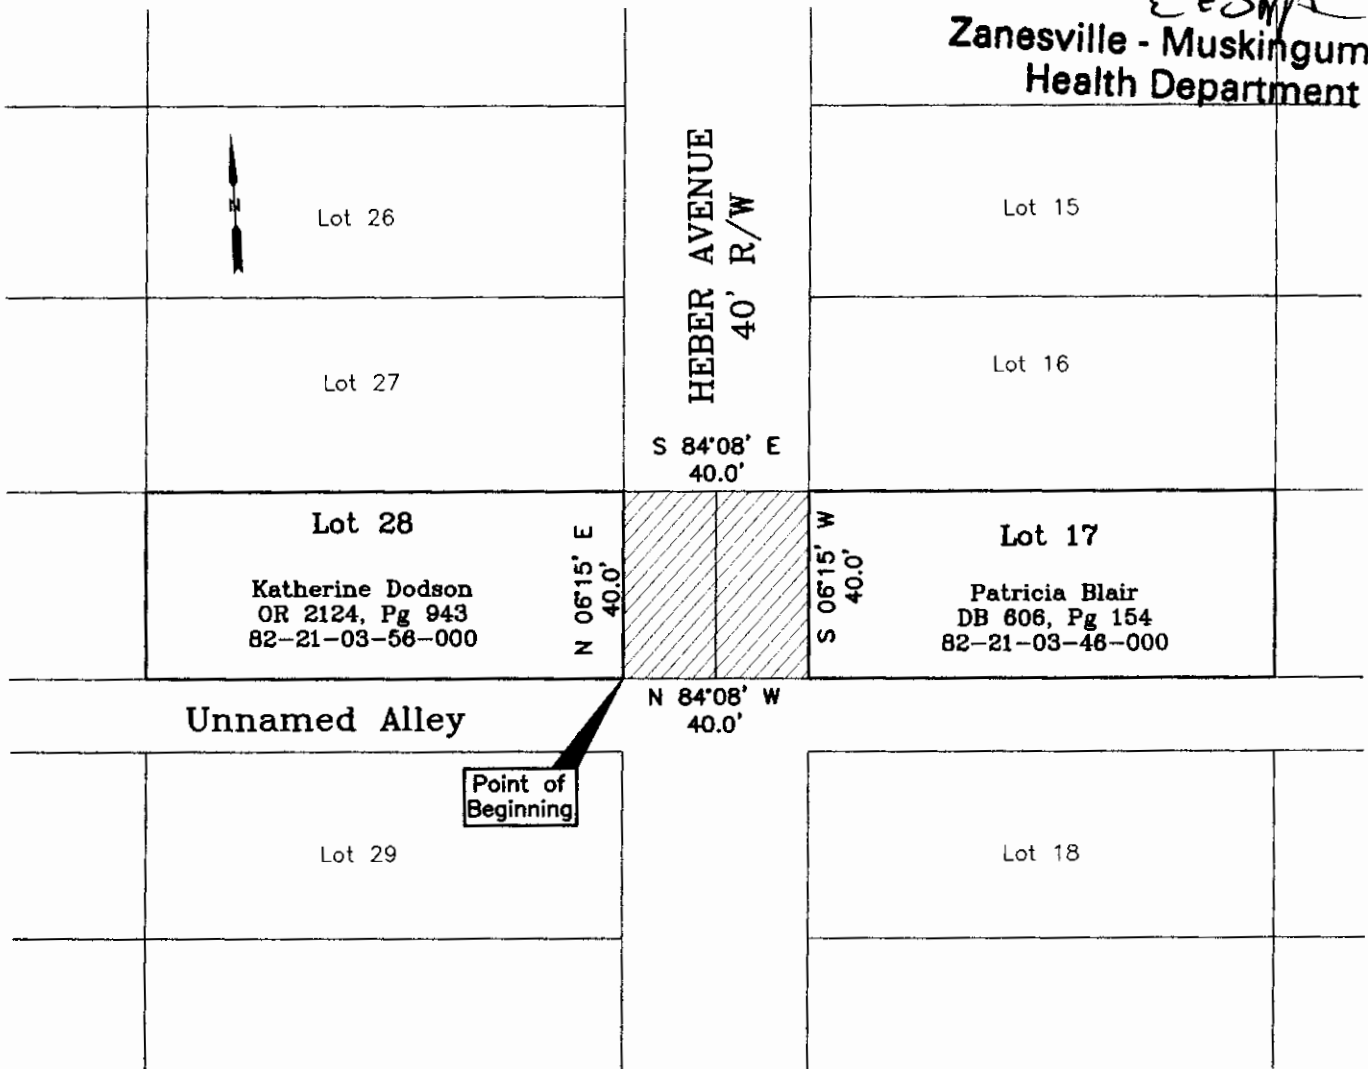 Zanesville - Muskingum
Health Department
N
Lot 26
HEBER AVENUE
40' R/W
Lot 15
Lot 27
Lot 16
S 84°08' E
40.0'
Lot 28
Katherine Dodson
OR 2124, Pg 943
82-21-03-56-000
N 06°15' E
40.0'
S 06°15' W
40.0'
Lot 17
Patricia Blair
DB 606, Pg 154
82-21-03-46-000
N 84°08' W
40.0'
Unnamed Alley
Point of
Beginning
Lot 29
Lot 18